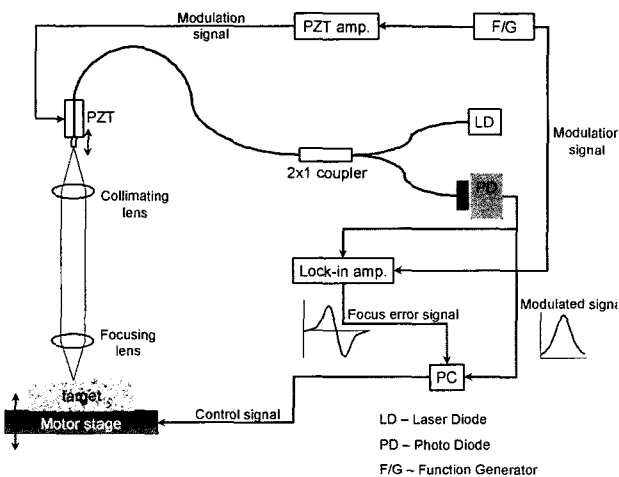 Modulation
signal
PZT amp.
F/G
PZT
LD
2x1 coupler
Modulation
signal
PD
Collimating
lens
Lock-in amp.
Focus error signal
Modulated signa
Focusing
lens
PC
target
Motor stage
Control signal
LD – Laser Diode
PD – Photo Diode
F/G – Function Generator